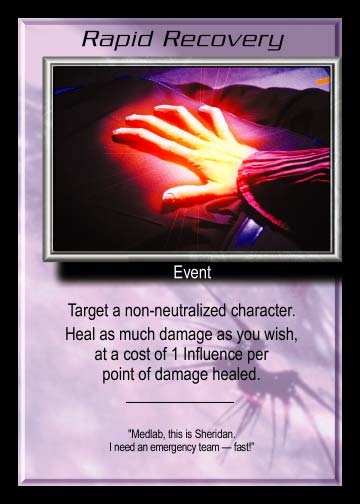 Rapid Recovery
Event
Target a non-neutralized character.
Heal as much damage as you wish,
at a cost of 1 Influence per
point of damage healed.
"Medlab, this is Sheridan.
I need an emergency team — fast!"